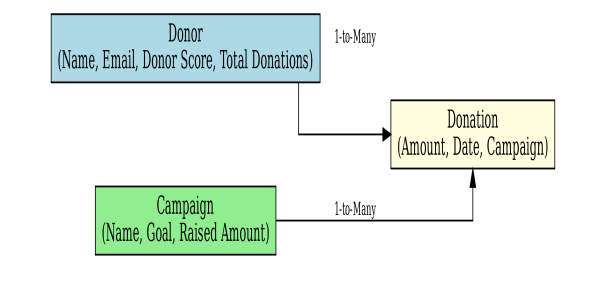 Donor
(Name, Email, Donor Score, Total Donations)
1-to-Many
Donation
(Amount, Date, Campaign)
Campaign
(Name, Goal, Raised Amount)
1-to-Many